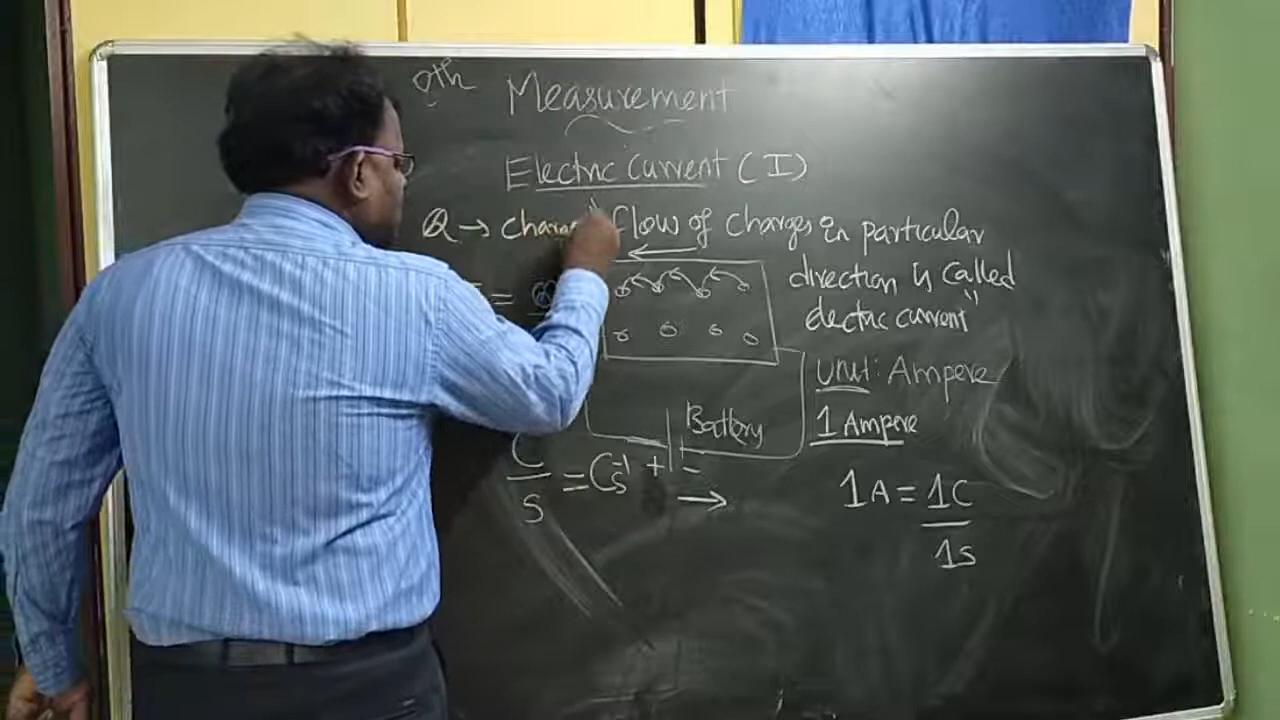 9th Measurement
Electric Current (I)
Q → charge "flow of charges in particular
direction is called
electric current"
= Q
Unit: Ampere
1 Ampere
Battery
C/s = Cs⁻¹
+ −
1A = 1C/1s